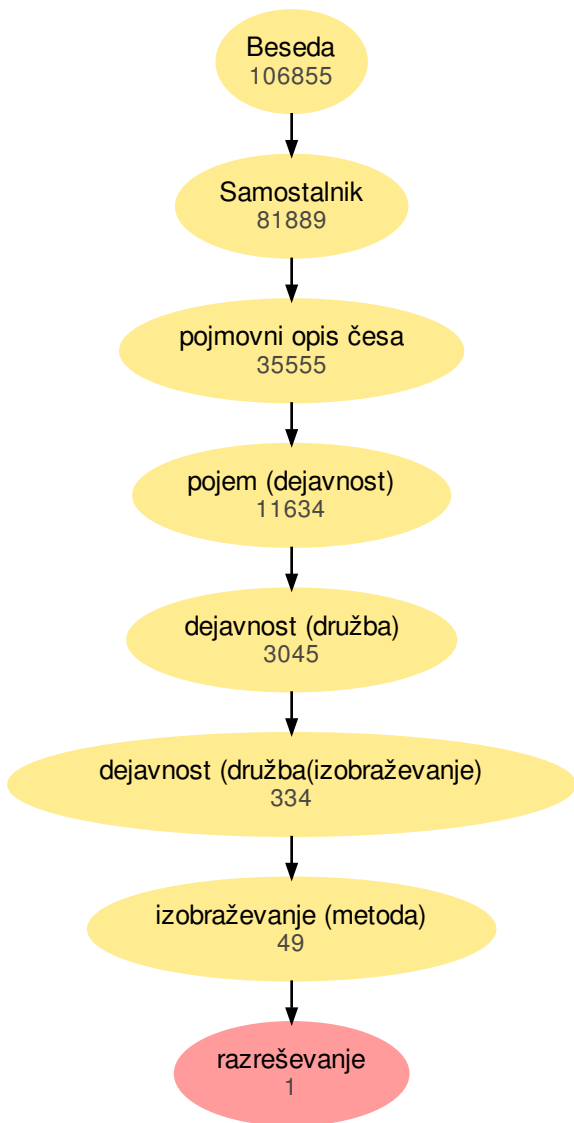 Beseda
106855
Samostalnik
81889
pojmovni opis česa
35555
pojem (dejavnost)
11634
dejavnost (družba)
3045
dejavnost (družba(izobraževanje)
334
izobraževanje (metoda)
49
razreševanje
1